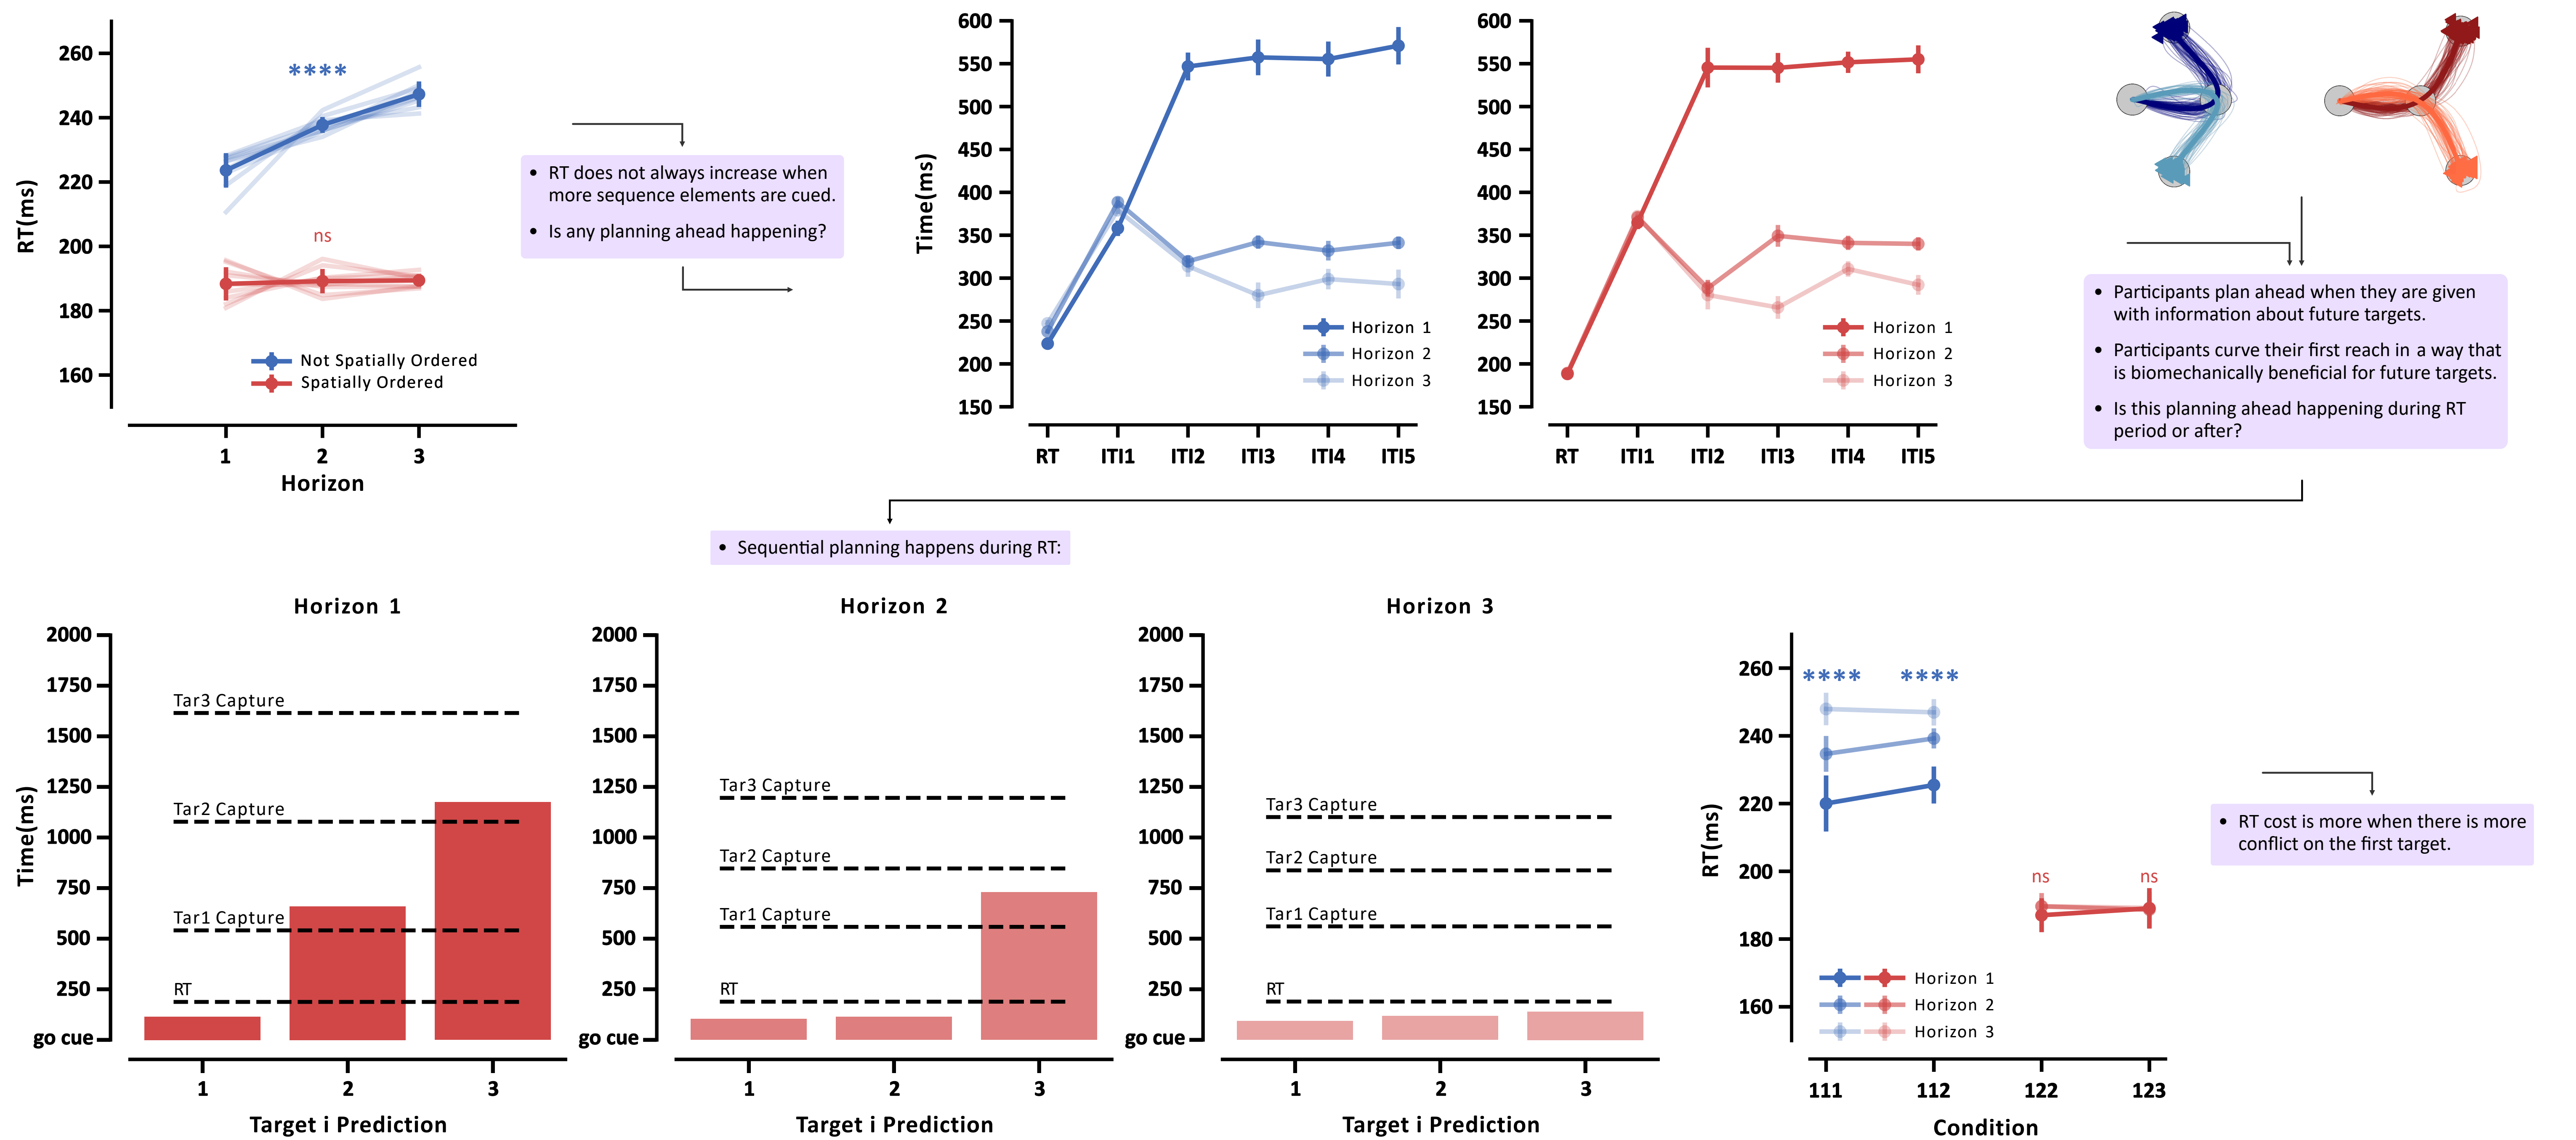 260
240
220
200
180
160
RT(ms)
****
ns
Not Spatially Ordered
Spatially Ordered
1
2
3
Horizon
• RT does not always increase when
more sequence elements are cued.
• Is any planning ahead happening?
600
550
500
450
400
350
300
250
200
150
Time(ms)
Horizon 1
Horizon 2
Horizon 3
RT
ITI1
ITI2
ITI3
ITI4
ITI5
600
550
500
450
400
350
300
250
200
150
Horizon 1
Horizon 2
Horizon 3
RT
ITI1
ITI2
ITI3
ITI4
ITI5
• Participants plan ahead when they are given
with information about future targets.
• Participants curve their first reach in a way that
is biomechanically beneficial for future targets.
• Is this planning ahead happening during RT
period or after?
• Sequential planning happens during RT:
Horizon 1
2000
1750
1500
1250
1000
750
500
250
go cue
Time(ms)
Tar3 Capture
Tar2 Capture
Tar1 Capture
RT
1
2
3
Target i Prediction
Horizon 2
2000
1750
1500
1250
1000
750
500
250
go cue
Tar3 Capture
Tar2 Capture
Tar1 Capture
RT
1
2
3
Target i Prediction
Horizon 3
2000
1750
1500
1250
1000
750
500
250
go cue
Tar3 Capture
Tar2 Capture
Tar1 Capture
RT
1
2
3
Target i Prediction
260
240
220
200
180
160
RT(ms)
**** ****
ns ns
Horizon 1
Horizon 2
Horizon 3
111
112
122
123
Condition
• RT cost is more when there is more
conflict on the first target.